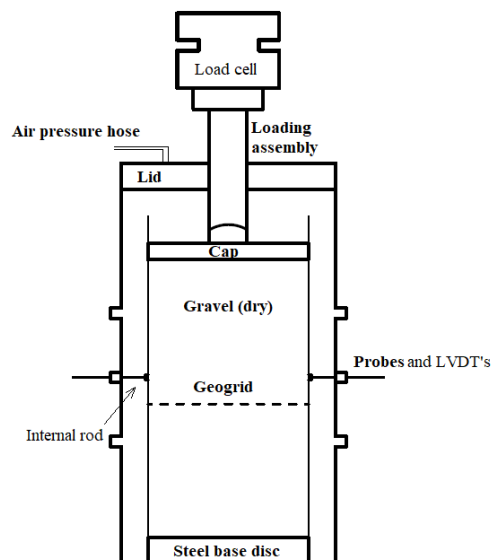 Load cell
Air pressure hose
Loading
assembly
Lid
Cap
Gravel (dry)
Probes and LVDT's
Geogrid
Internal rod
Steel base disc